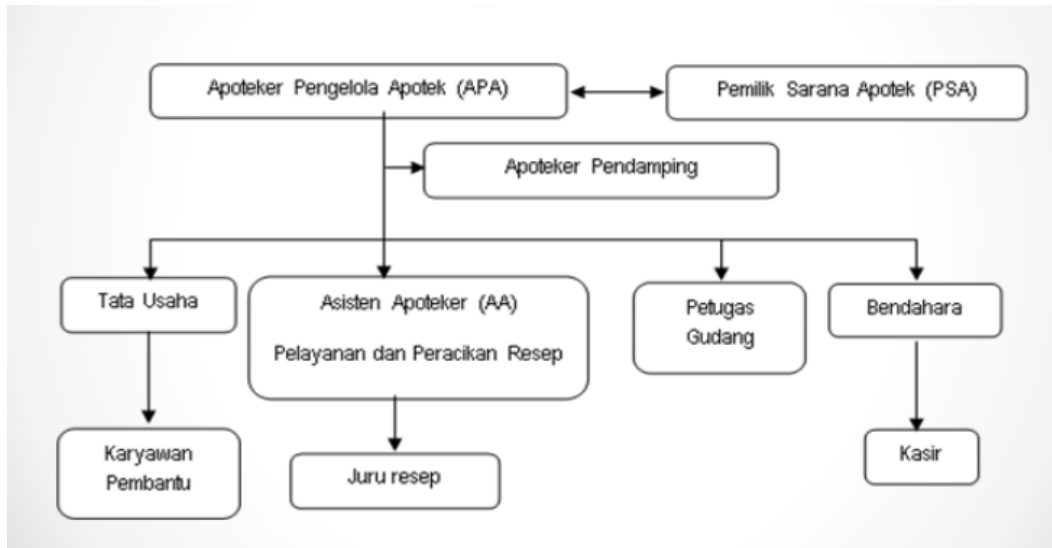 Apoteker Pengelola Apotek (APA)
Pemilik Sarana Apotek (PSA)
Apoteker Pendamping
Tata Usaha
Asisten Apoteker (AA)
Pelayanan dan Peracikan Resep
Petugas
Gudang
Bendahara
Karyawan
Pembantu
Juru resep
Kasir